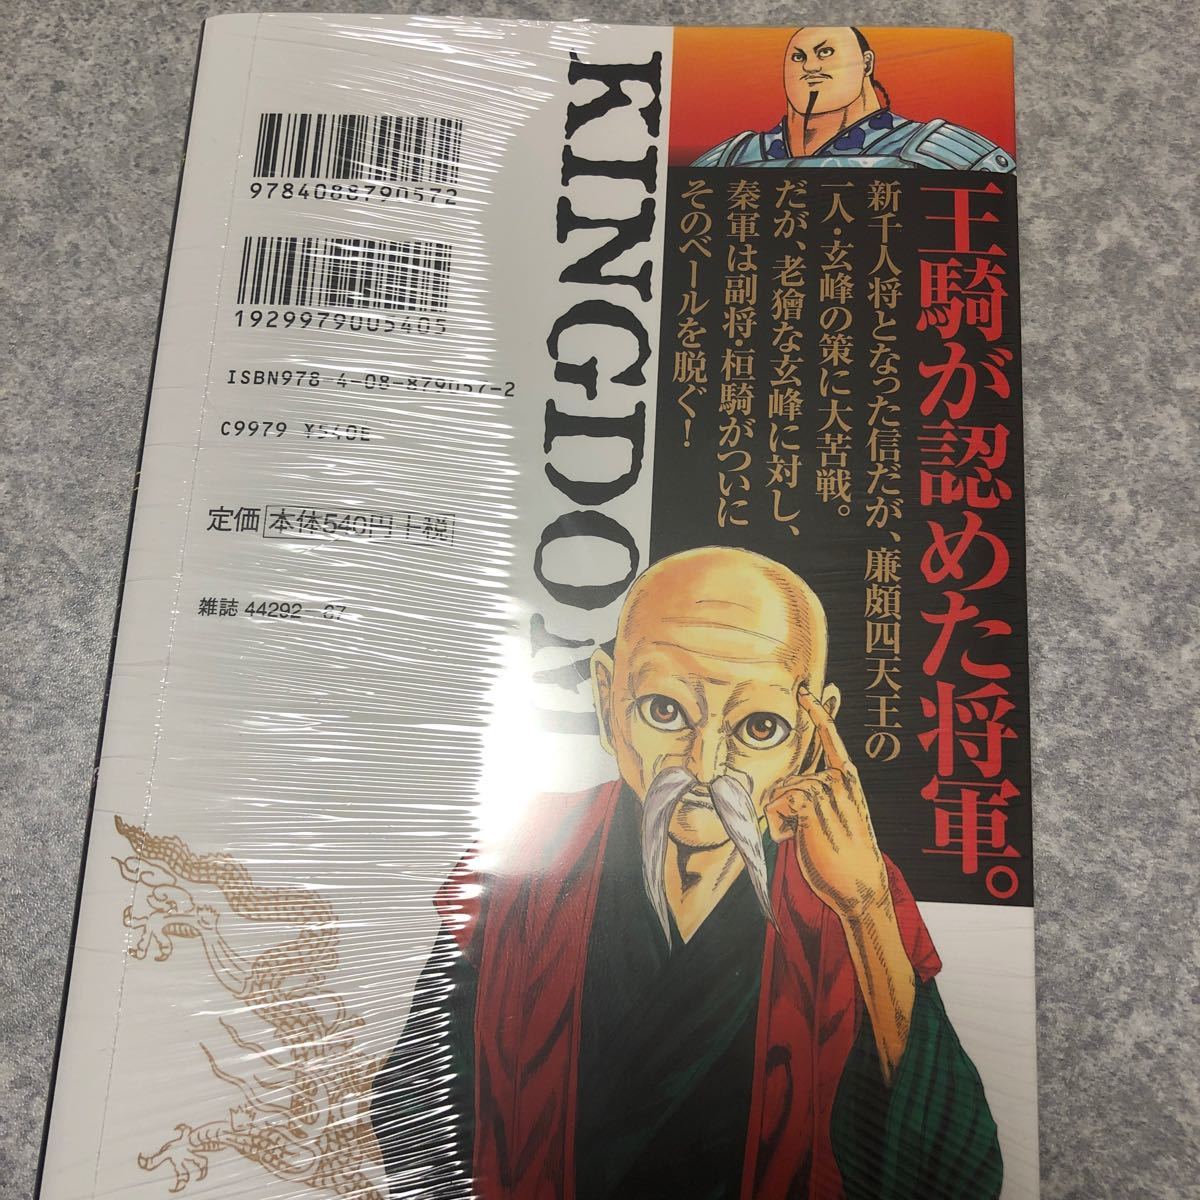 KINGDOM
王騎が認めた将軍。
新千人将となった信だが、廉頗四天王の
一人・玄峰の策に大苦戦。
だが、老獪な玄峰に対し、
秦軍は副将・桓騎がついに
そのベールを脱ぐ!
9784088790572
1929979005405
ISBN978-4-08-879057-2
C9979 ¥540E
定価 本体540円+税
雑誌 44292-67